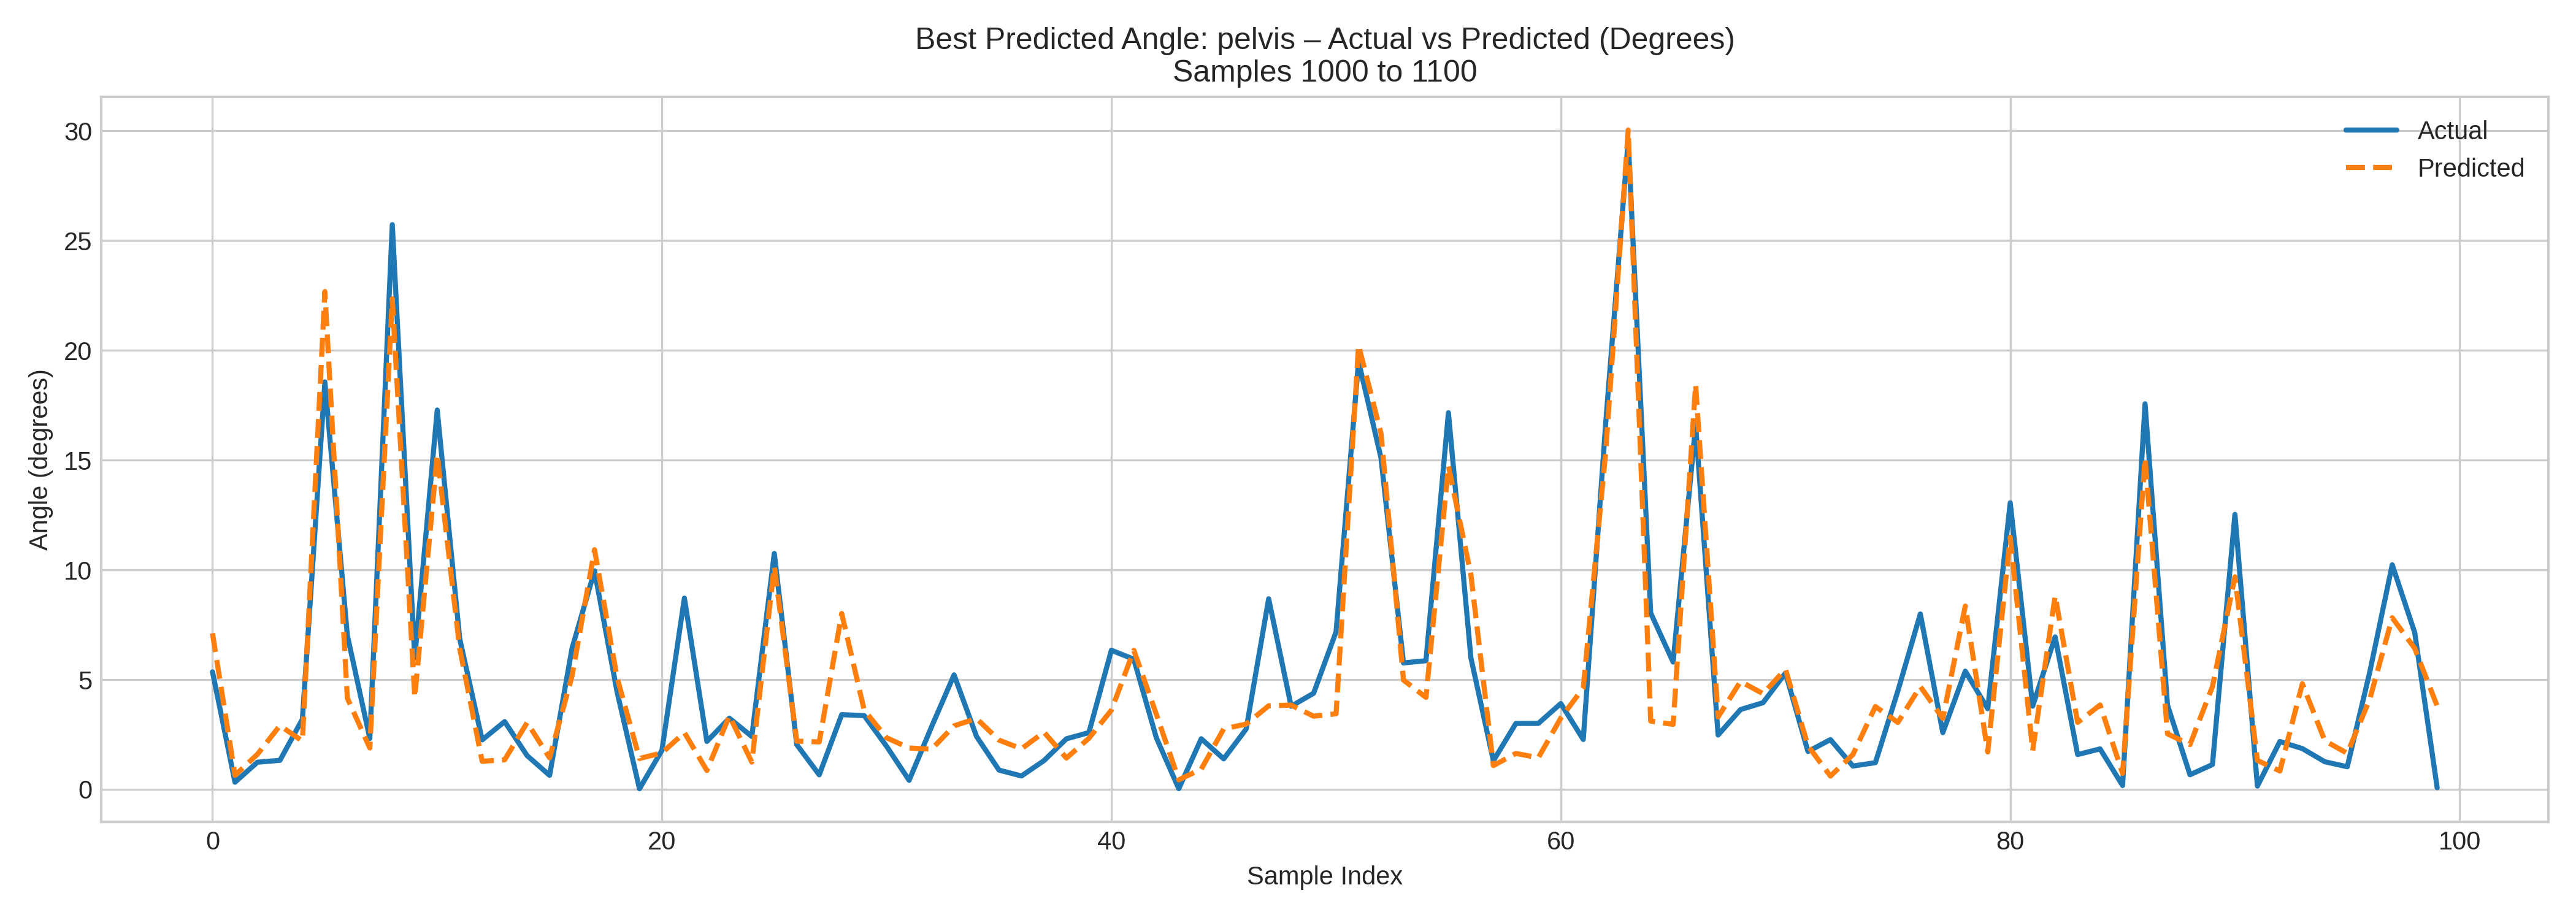 Best Predicted Angle: pelvis – Actual vs Predicted (Degrees)
Samples 1000 to 1100
Actual
Predicted
Angle (degrees)
30
25
20
15
10
5
0
0 20 40 60 80 100
Sample Index